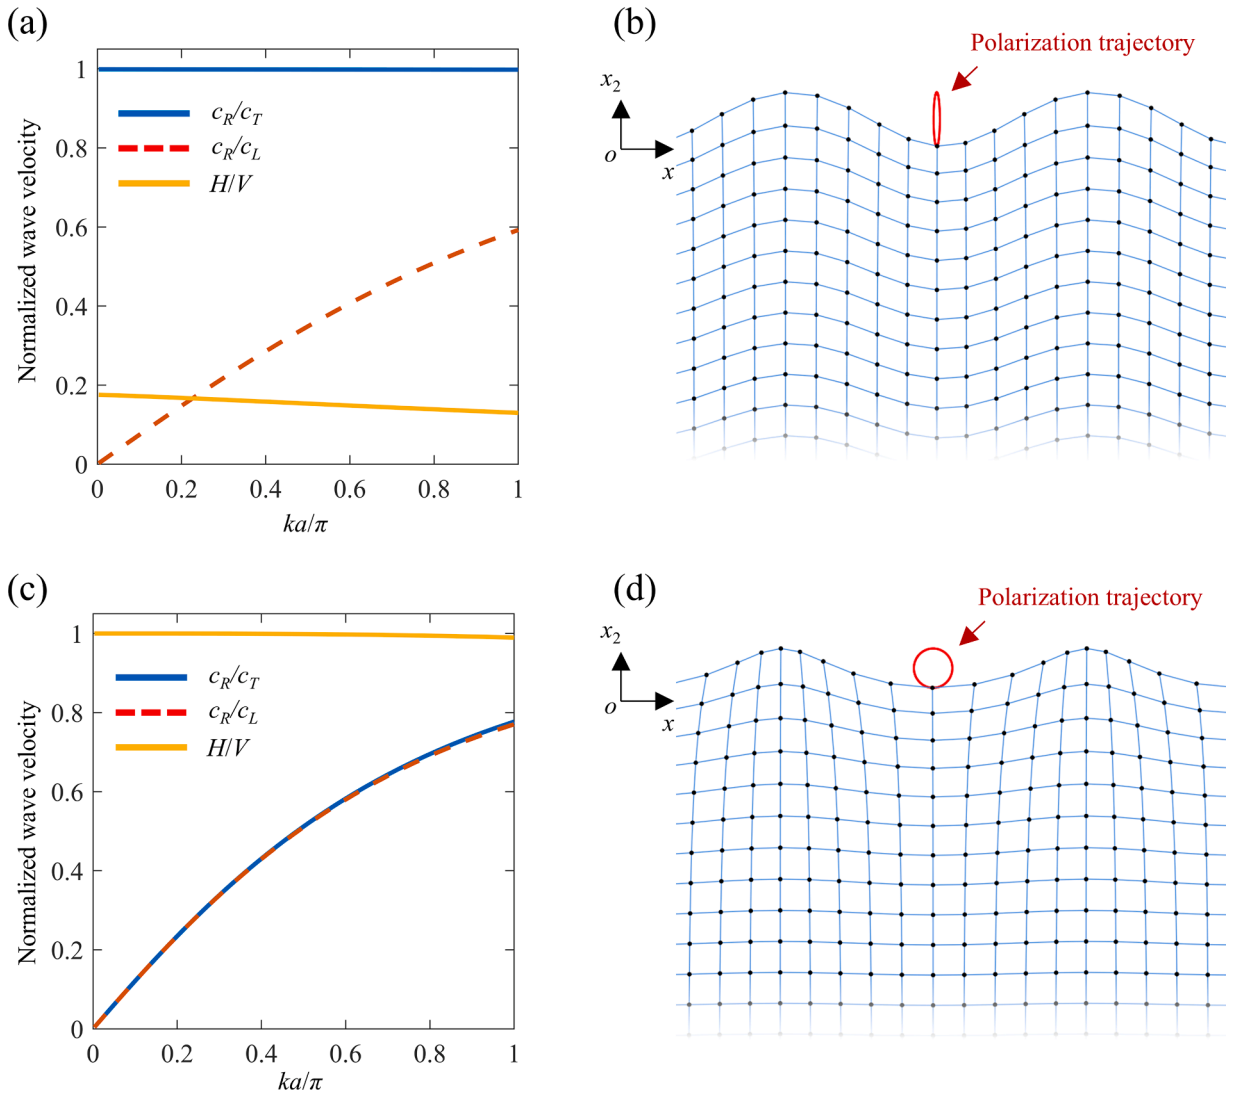 (a)
Normalized wave velocity
1
0.8
0.6
0.4
0.2
0
c_R/c_T
c_R/c_L
H/V
0 0.2 0.4 0.6 0.8 1
ka/π
(b)
Polarization trajectory
x_2
o
x
(c)
Normalized wave velocity
1
0.8
0.6
0.4
0.2
0
c_R/c_T
c_R/c_L
H/V
0 0.2 0.4 0.6 0.8 1
ka/π
(d)
Polarization trajectory
x_2
o
x